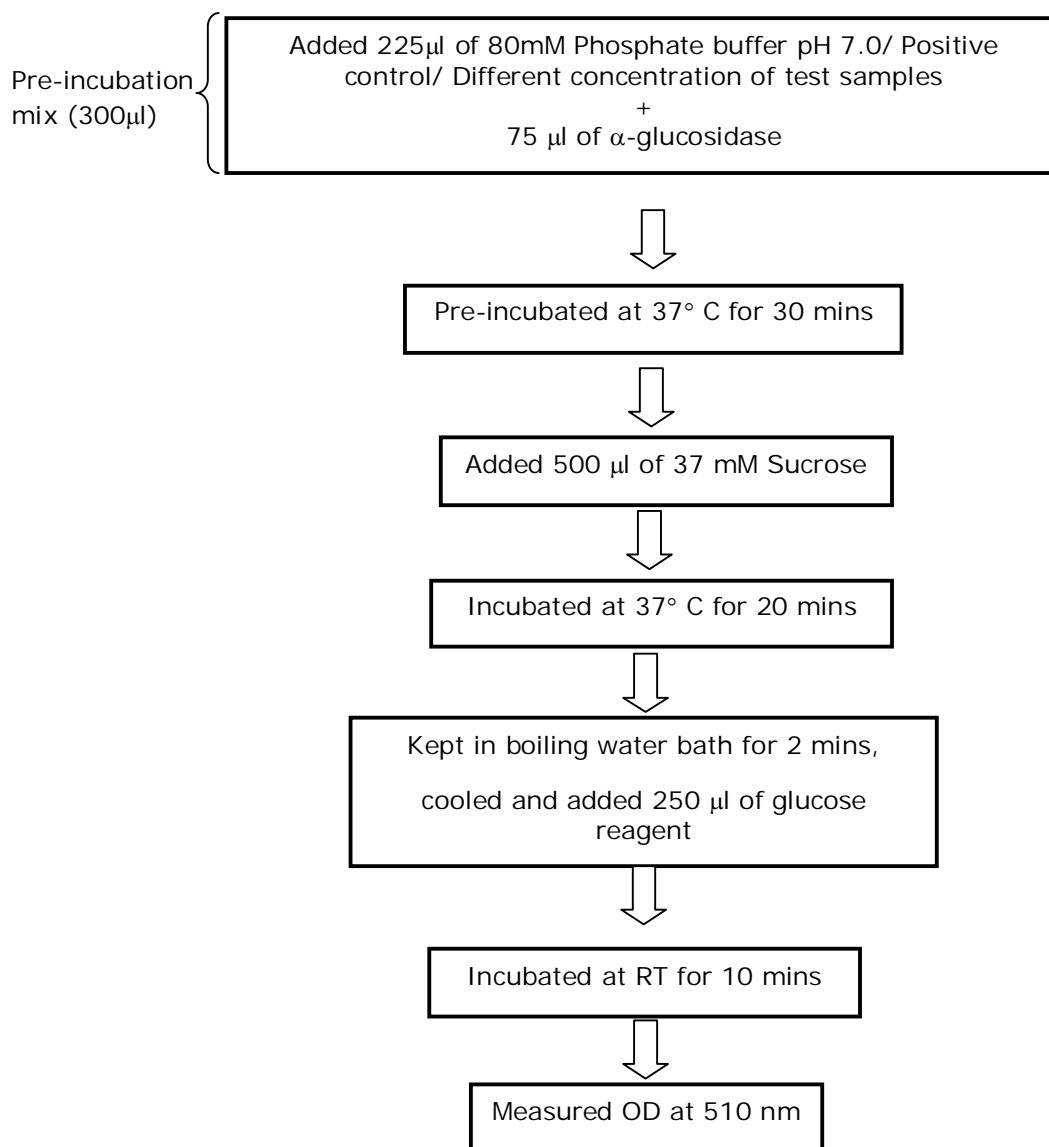 Pre-incubation
mix (300μl)
Added 225μl of 80mM Phosphate buffer pH 7.0/ Positive
control/ Different concentration of test samples
+
75 μl of α-glucosidase
Pre-incubated at 37° C for 30 mins
Added 500 μl of 37 mM Sucrose
Incubated at 37° C for 20 mins
Kept in boiling water bath for 2 mins,
cooled and added 250 μl of glucose
reagent
Incubated at RT for 10 mins
Measured OD at 510 nm